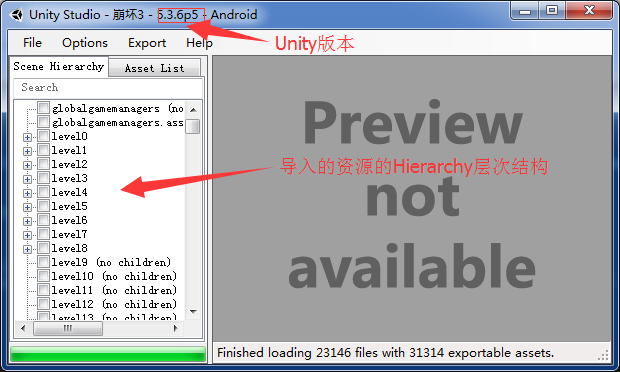 Unity Studio - 崩坏3 - 5.3.6p5 - Android
File Options Export Help
Unity版本
Scene Hierarchy Asset List
Search
globalgamemanagers (no
globalgamemanagers.ass
level0
level1
level2
level3
level4
level5
level6
level7
level8
level9 (no children)
level10 (no children)
level11 (no children)
level12 (no children)
level13 (no children)
Preview
not
available
导入的资源的Hierarchy层次结构
Finished loading 23146 files with 31314 exportable assets.